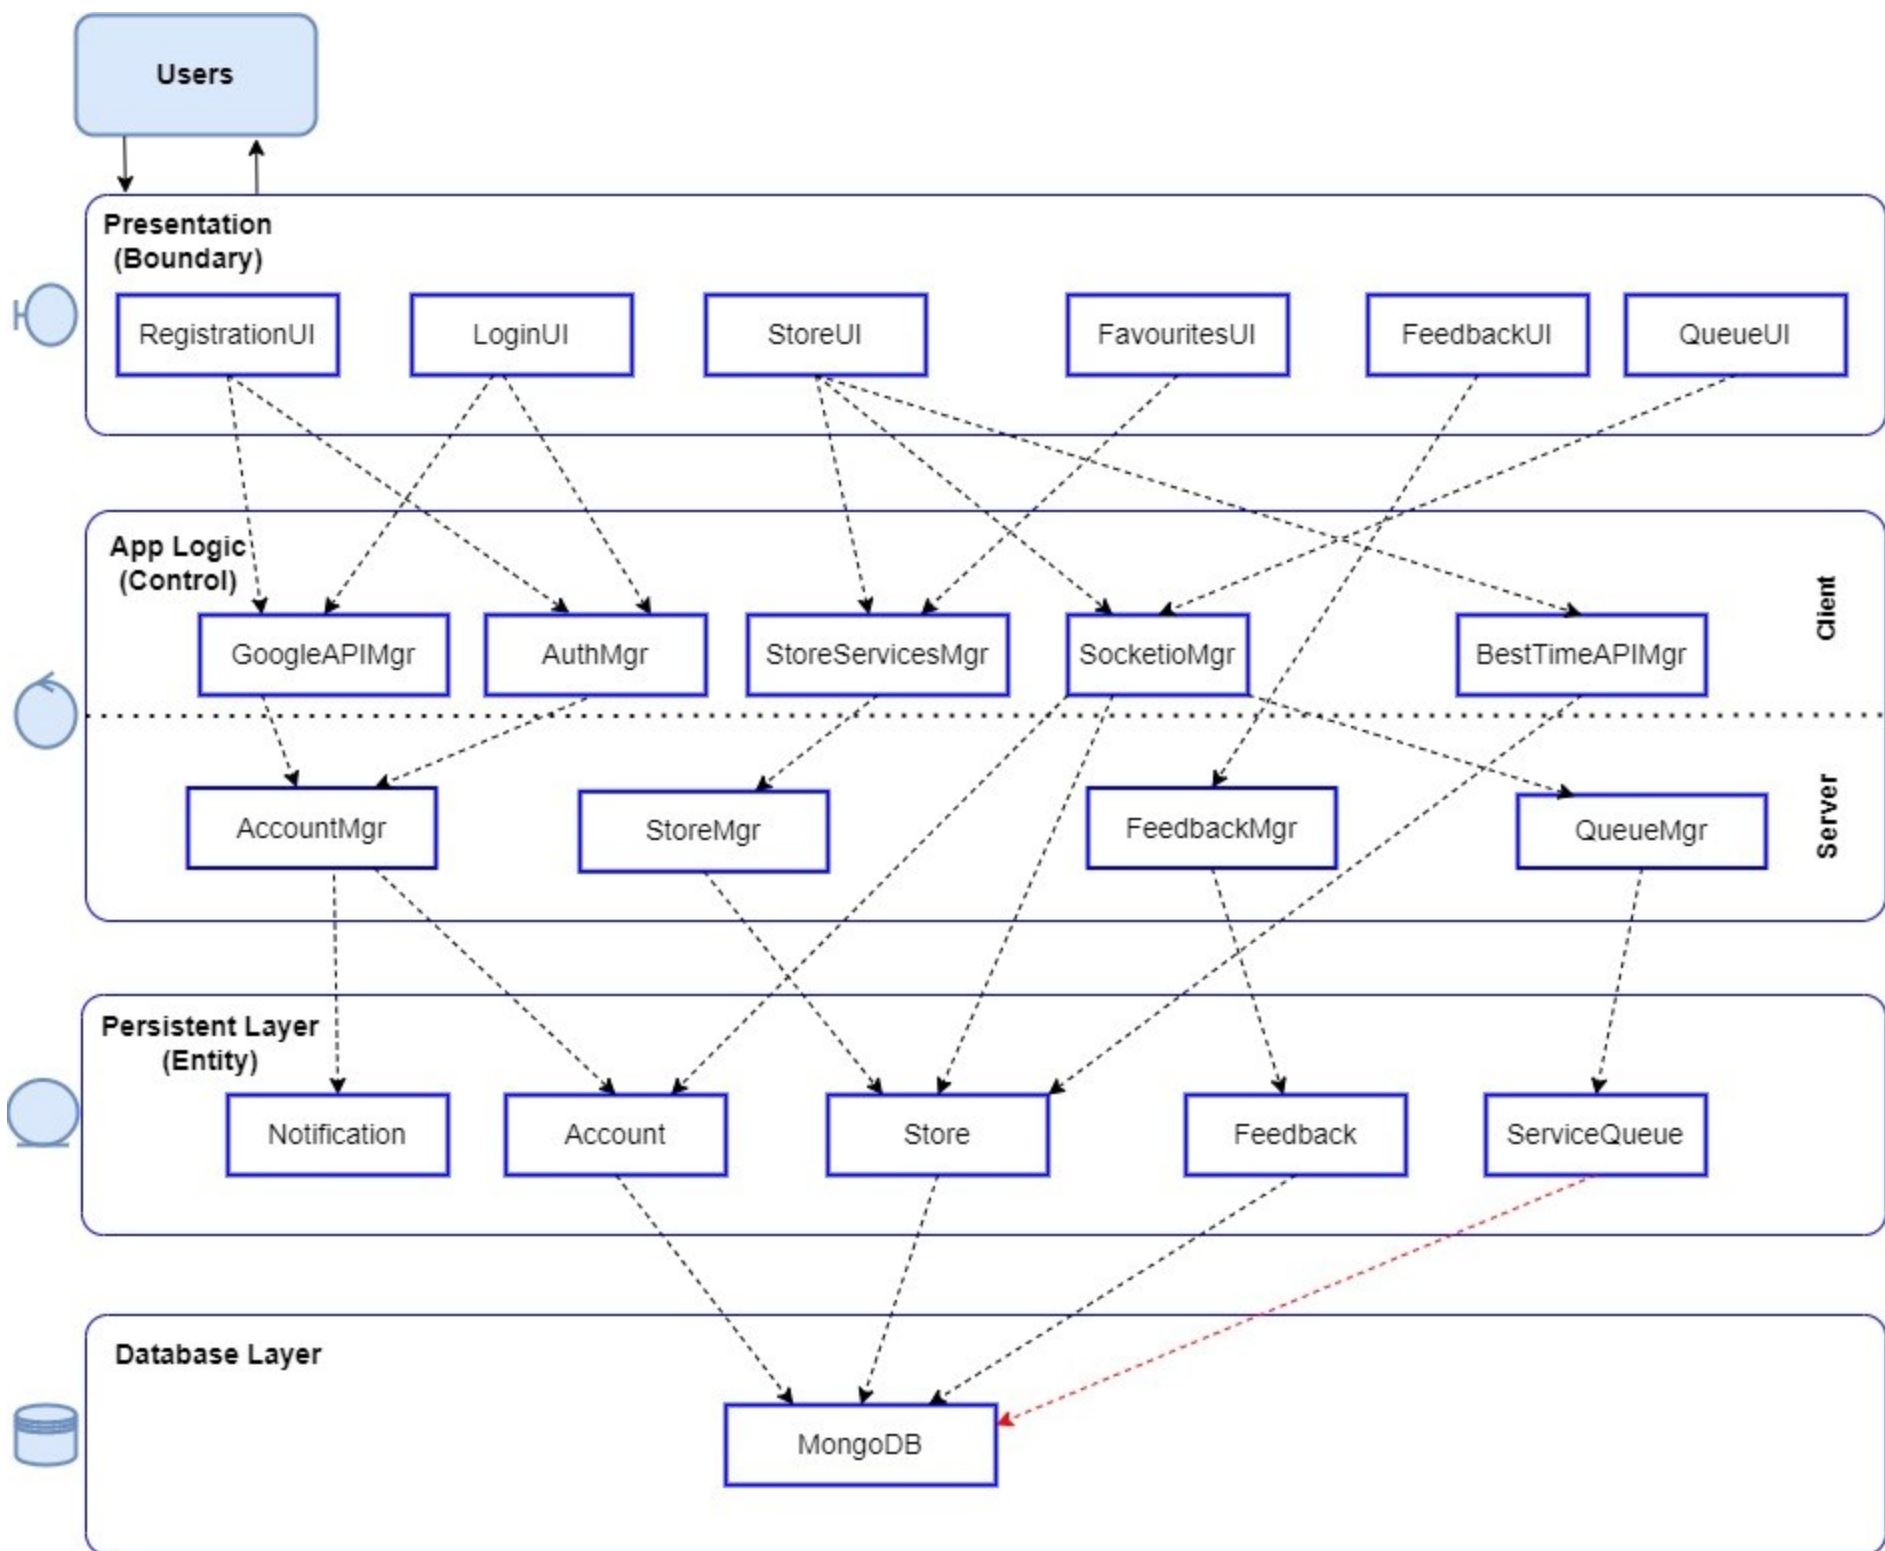 Users
Presentation
(Boundary)
RegistrationUI
LoginUI
StoreUI
FavouritesUI
FeedbackUI
QueueUI
App Logic
(Control)
Client
GoogleAPIMgr
AuthMgr
StoreServicesMgr
SocketioMgr
BestTimeAPIMgr
AccountMgr
StoreMgr
FeedbackMgr
QueueMgr
Server
Persistent Layer
(Entity)
Notification
Account
Store
Feedback
ServiceQueue
Database Layer
MongoDB